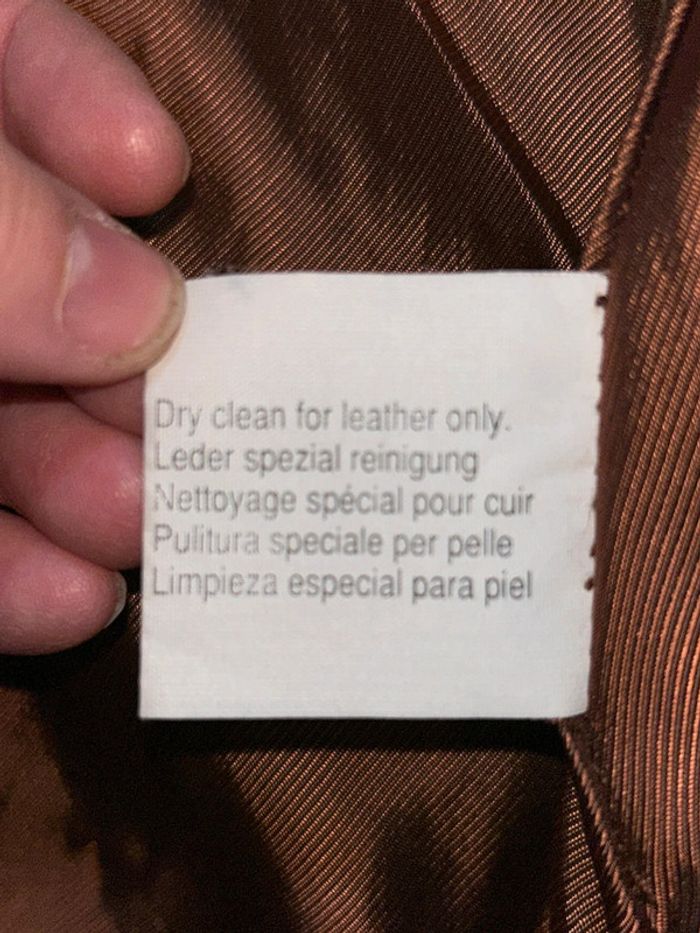 Dry clean for leather only.
Leder spezial reinigung
Nettoyage spécial pour cuir
Pulitura speciale per pelle
Limpieza especial para piel